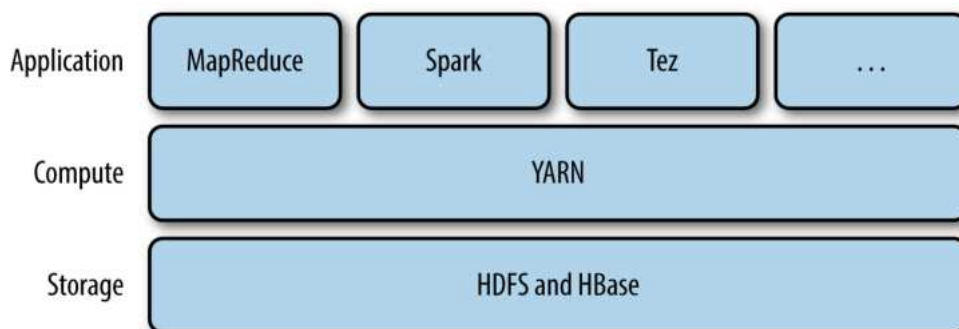 Application MapReduce Spark Tez ...
Compute YARN
Storage HDFS and HBase